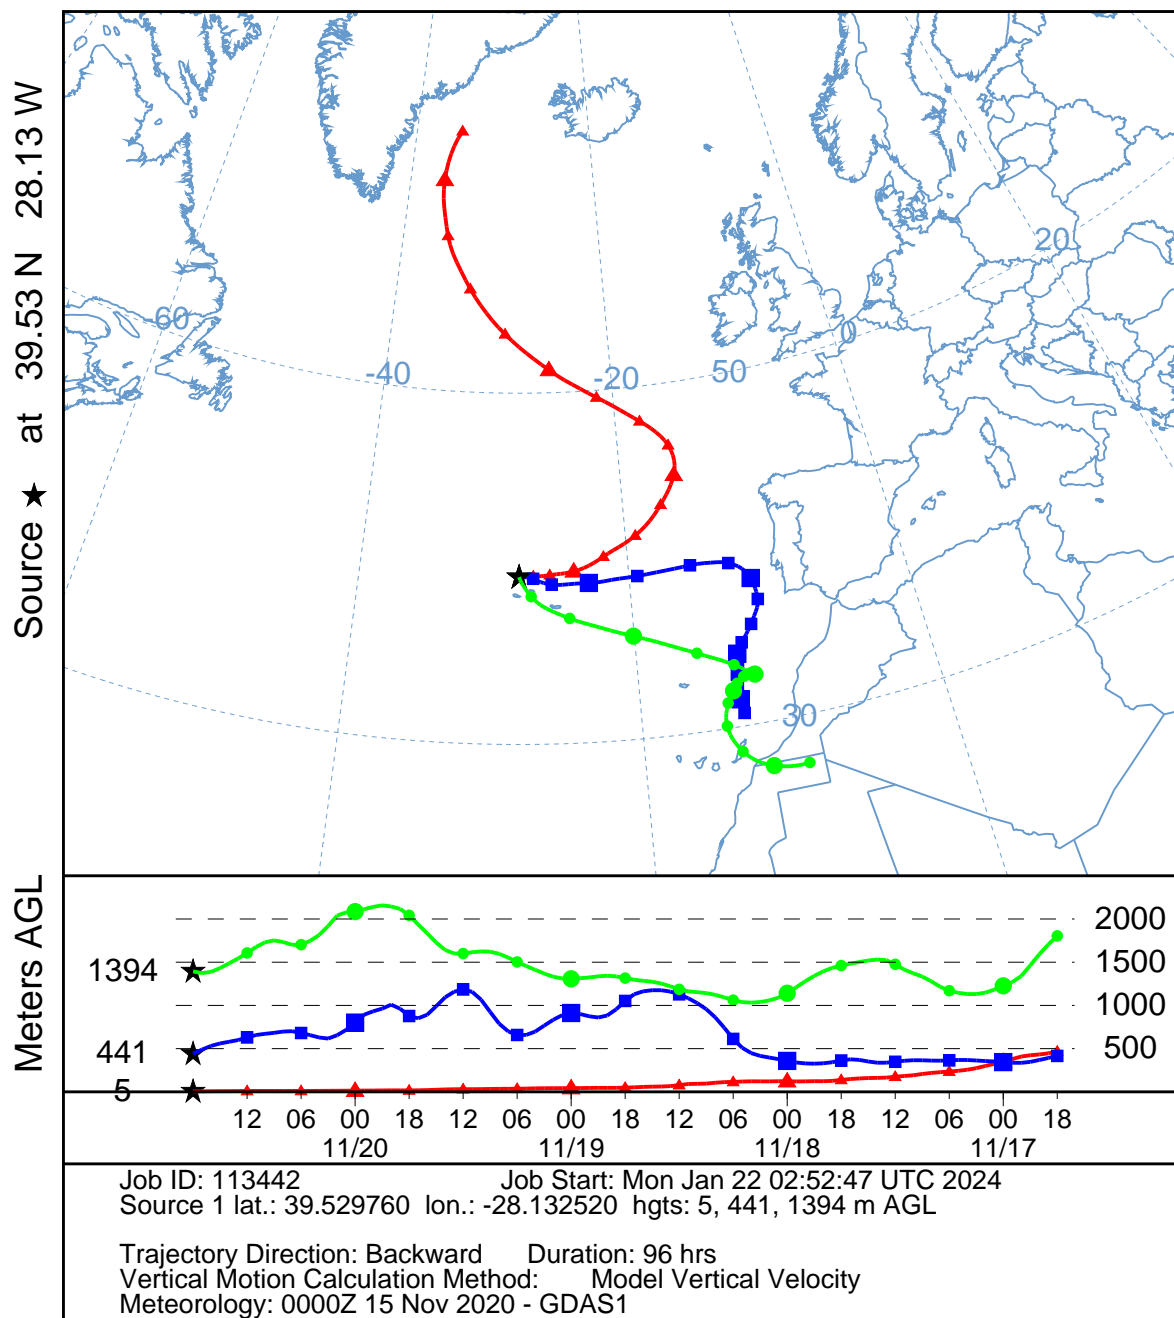 Source ★ at 39.53 N 28.13 W
-60
-40
-20
50
0
20
30
Meters AGL
2000
1500
1000
500
1394
441
5
12 06 00 18 12 06 00 18 12 06 00 18 12 06 00 18
11/20 11/19 11/18 11/17
Job ID: 113442 Job Start: Mon Jan 22 02:52:47 UTC 2024
Source 1 lat.: 39.529760 lon.: -28.132520 hgts: 5, 441, 1394 m AGL
Trajectory Direction: Backward Duration: 96 hrs
Vertical Motion Calculation Method: Model Vertical Velocity
Meteorology: 0000Z 15 Nov 2020 - GDAS1